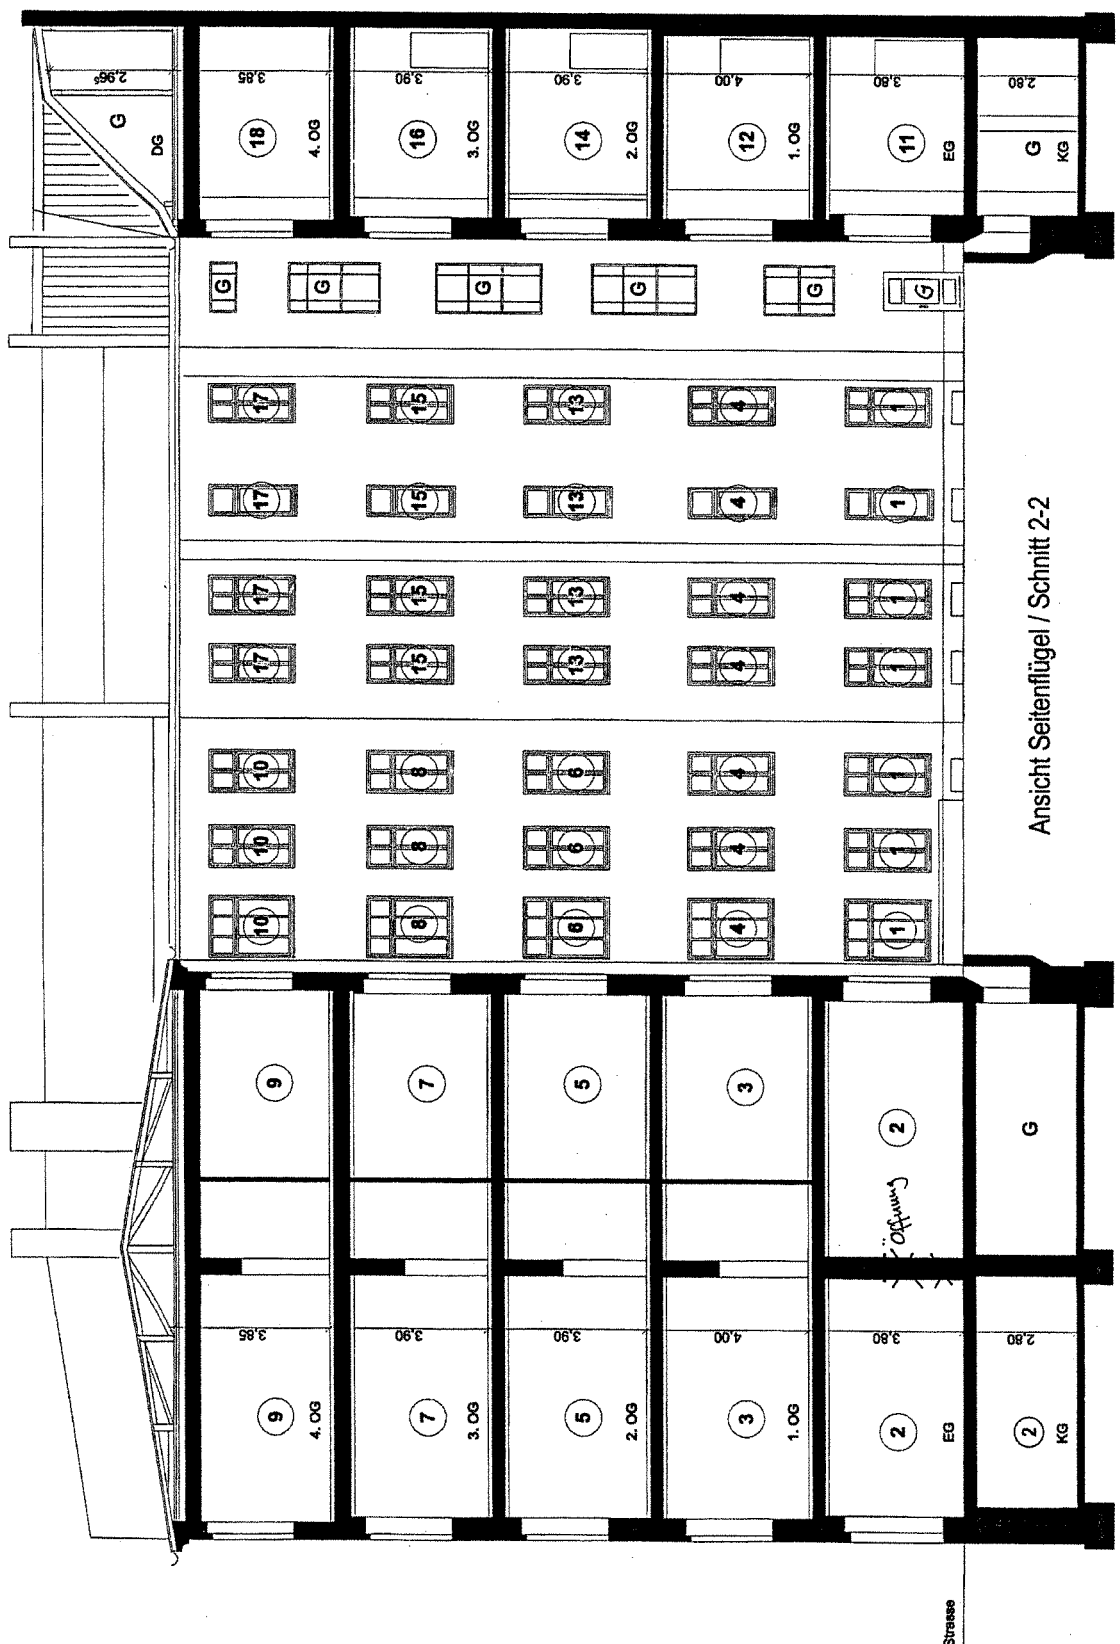 2,96⁵
G
DG
G
9 3,85 9 10 10 10 17 17 17 17 18 3,85
4. OG 4. OG
G
7 3,90 7 8 8 8 15 15 15 15 16 3,90
3. OG 3. OG
G
5 3,90 5 6 6 6 13 13 13 13 14 3,90
2. OG 2. OG
G
3 4,00 3 4 4 4 4 4 4 4 12 4,00
1. OG 1. OG
G
2 3,80 Öffnung 2 1 1 1 1 1 1 1 11 3,80
G
Strasse EG EG
2 2,80 G G 2,80
KG KG
Ansicht Seitenflügel / Schnitt 2-2